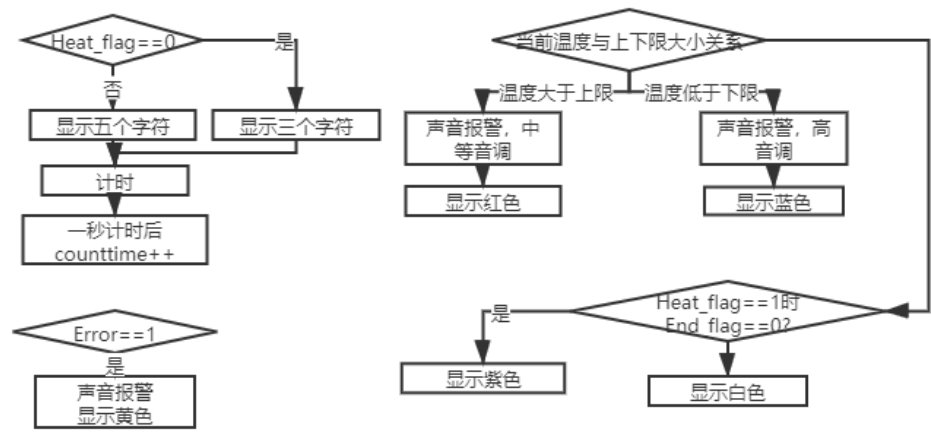 Heat_flag==0
是
否
显示五个字符
显示三个字符
计时
一秒计时后
counttime++
Error==1
是
声音报警
显示黄色
当前温度与上下限大小关系
温度大于上限
温度低于下限
声音报警，中
等音调
声音报警，高
音调
显示红色
显示蓝色
Heat_flag==1时
End_flag==0?
是
显示紫色
显示白色